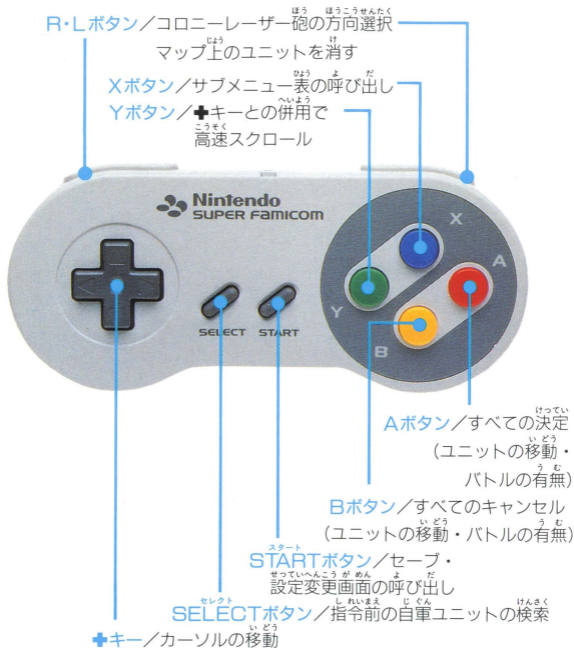 R・Lボタン／コロニーレーザー砲の方向選択
マップ上のユニットを消す
Xボタン／サブメニュー表の呼び出し
Yボタン／✚キーとの併用で
高速スクロール
Nintendo
SUPER FAMICOM
X
A
Y
B
SELECT START
Aボタン／すべての決定
(ユニットの移動・
バトルの有無)
Bボタン／すべてのキャンセル
(ユニットの移動・バトルの有無)
STARTボタン／セーブ・
設定変更画面の呼び出し
SELECTボタン／指令前の自軍ユニットの検索
✚キー／カーソルの移動